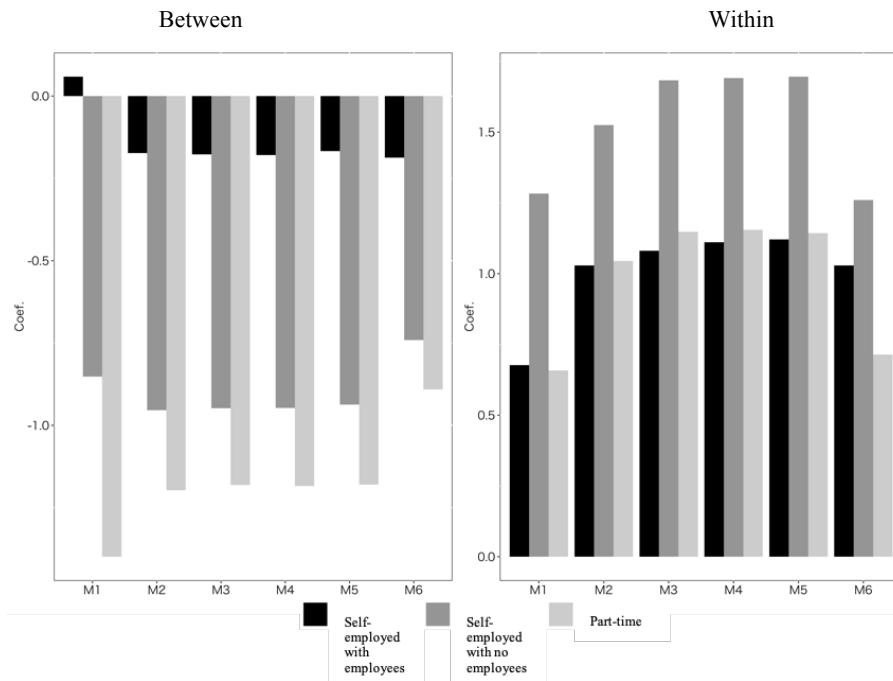 Between
Within
0.0
-0.5
-1.0
Coef.
M1 M2 M3 M4 M5 M6
1.5
1.0
0.5
0.0
Coef.
M1 M2 M3 M4 M5 M6
Self-
employed
with
employees
Self-
employed
with no
employees
Part-time